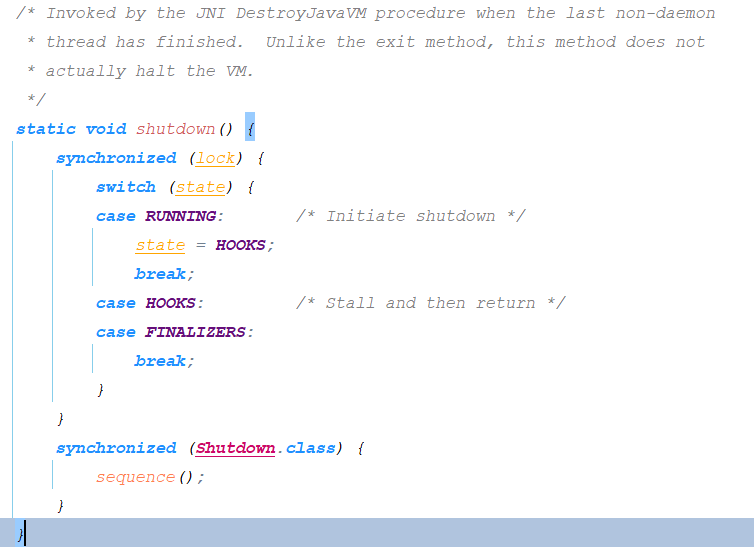 /* Invoked by the JNI DestroyJavaVM procedure when the last non-daemon
 * thread has finished.  Unlike the exit method, this method does not
 * actually halt the VM.
 */
static void shutdown() {
    synchronized (lock) {
        switch (state) {
        case RUNNING:       /* Initiate shutdown */
            state = HOOKS;
            break;
        case HOOKS:         /* Stall and then return */
        case FINALIZERS:
            break;
        }
    }
    synchronized (Shutdown.class) {
        sequence();
    }
}